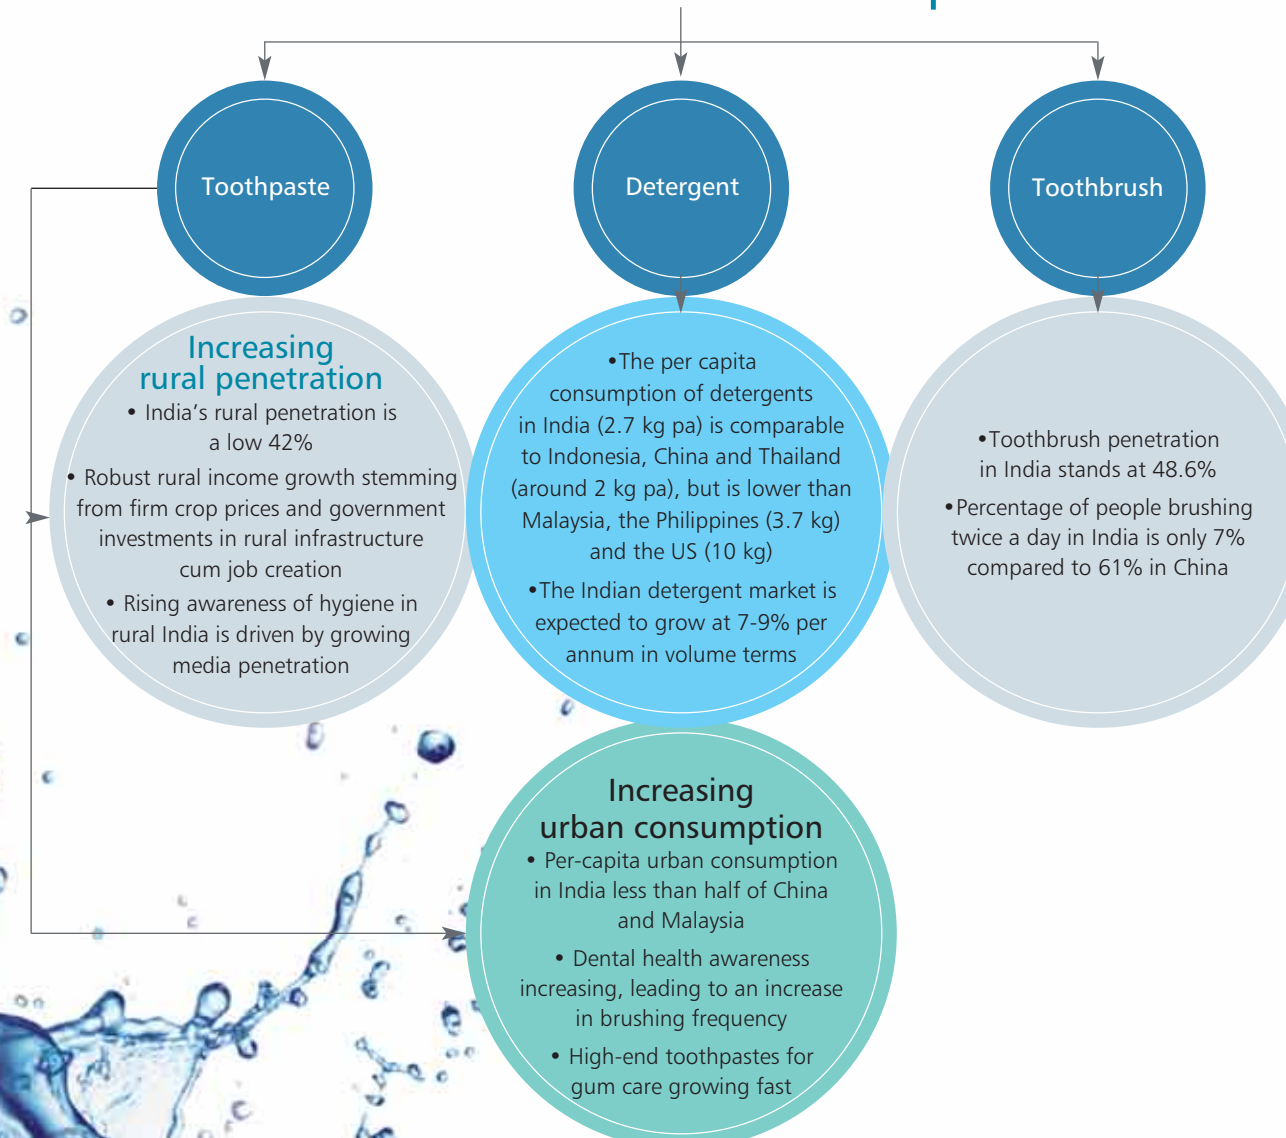 Toothpaste
Detergent
Toothbrush
Increasing
rural penetration
• India's rural penetration is
a low 42%
• Robust rural income growth stemming
from firm crop prices and government
investments in rural infrastructure
cum job creation
• Rising awareness of hygiene in
rural India is driven by growing
media penetration
•The per capita
consumption of detergents
in India (2.7 kg pa) is comparable
to Indonesia, China and Thailand
(around 2 kg pa), but is lower than
Malaysia, the Philippines (3.7 kg)
and the US (10 kg)
•The Indian detergent market is
expected to grow at 7-9% per
annum in volume terms
•Toothbrush penetration
in India stands at 48.6%
•Percentage of people brushing
twice a day in India is only 7%
compared to 61% in China
Increasing
urban consumption
• Per-capita urban consumption
in India less than half of China
and Malaysia
• Dental health awareness
increasing, leading to an increase
in brushing frequency
• High-end toothpastes for
gum care growing fast